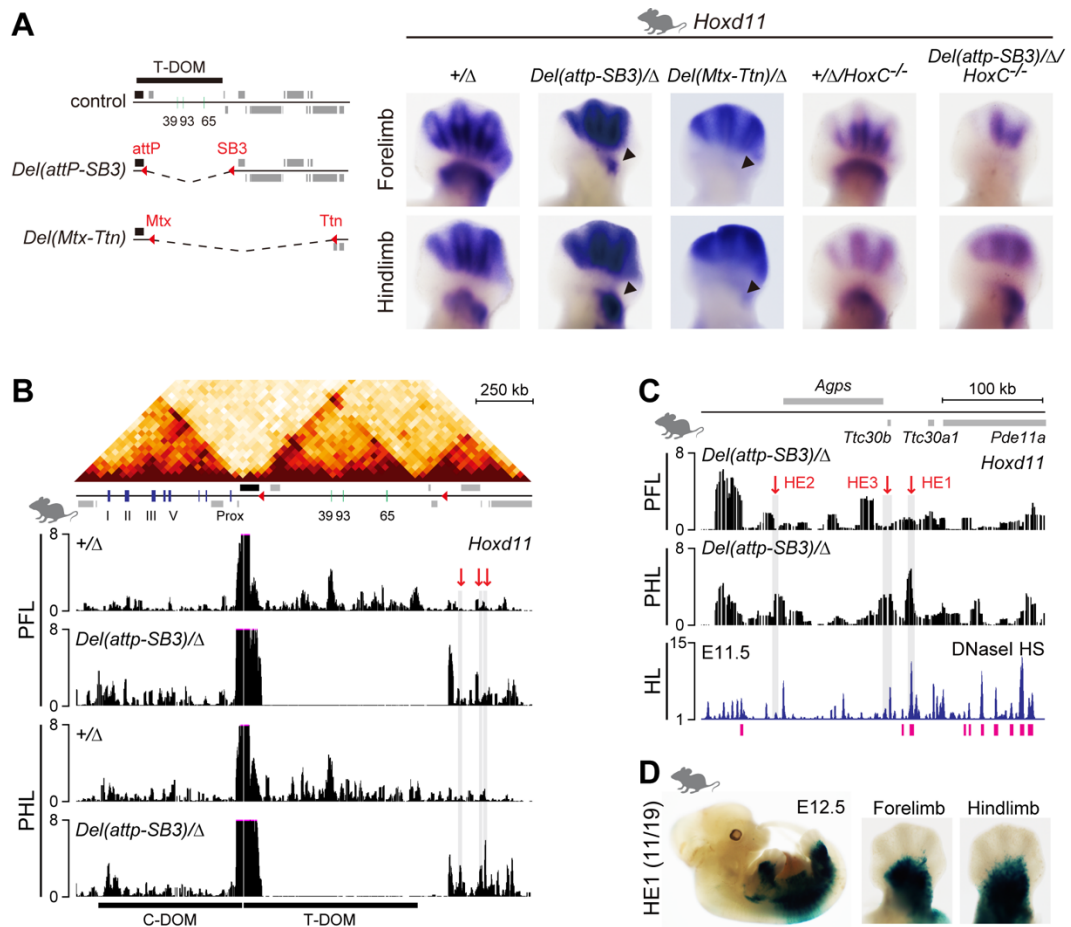 A
Hoxd11
T-DOM
control
39 93 65
attP SB3
Del(attP-SB3)
Mtx Ttn
Del(Mtx-Ttn)
+/Δ
Del(attp-SB3)/Δ
Del(Mtx-Ttn)/Δ
+/Δ/HoxC-/-
Del(attp-SB3)/Δ/
HoxC-/-
Forelimb
Hindlimb
B
250 kb
I II III V Prox 39 93 65
+/Δ
Hoxd11
8
0
PFL
Del(attp-SB3)/Δ
8
0
+/Δ
8
0
PHL
Del(attp-SB3)/Δ
8
0
C-DOM T-DOM
C
Agps
100 kb
Ttc30b Ttc30a1 Pde11a
Del(attp-SB3)/Δ
Hoxd11
8
0
PFL
HE2 HE3 HE1
Del(attp-SB3)/Δ
8
0
PHL
15
1
HL
E11.5
DNaseI HS
D
HE1 (11/19)
E12.5
Forelimb
Hindlimb